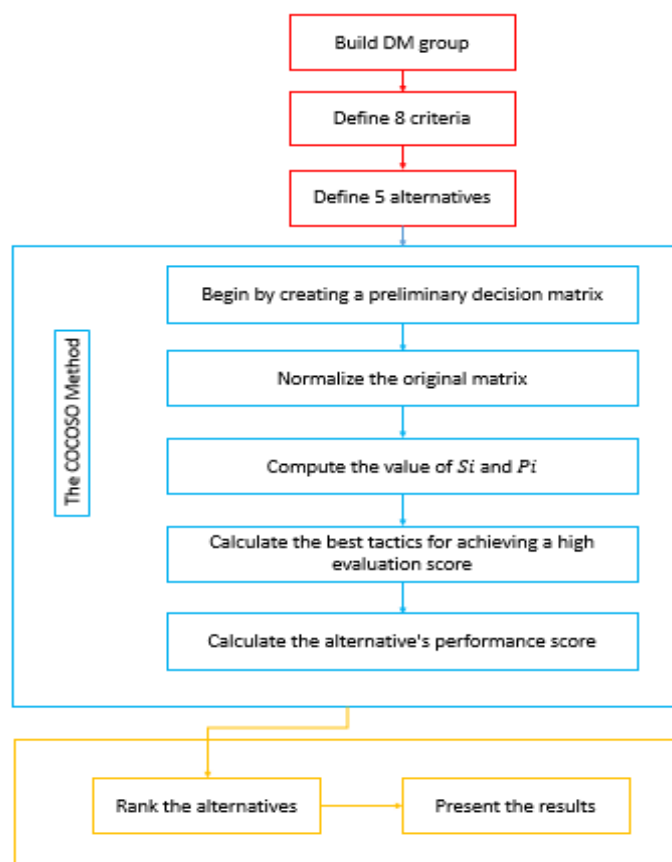 Build DM group
Define 8 criteria
Define 5 alternatives
The COCOSO Method
Begin by creating a preliminary decision matrix
Normalize the original matrix
Compute the value of Si and Pi
Calculate the best tactics for achieving a high
evaluation score
Calculate the alternative's performance score
Rank the alternatives
Present the results